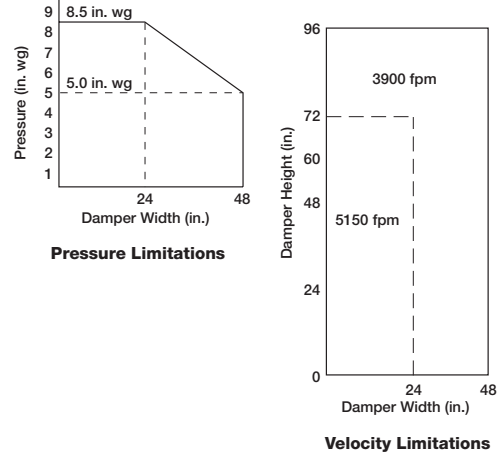 9
8.5 in. wg
8
7
6
5.0 in. wg
5
4
3
2
1
Pressure (in. wg)
24
48
Damper Width (in.)
Pressure Limitations
96
3900 fpm
72
60
48
5150 fpm
24
0
Damper Height (in.)
24
48
Damper Width (in.)
Velocity Limitations